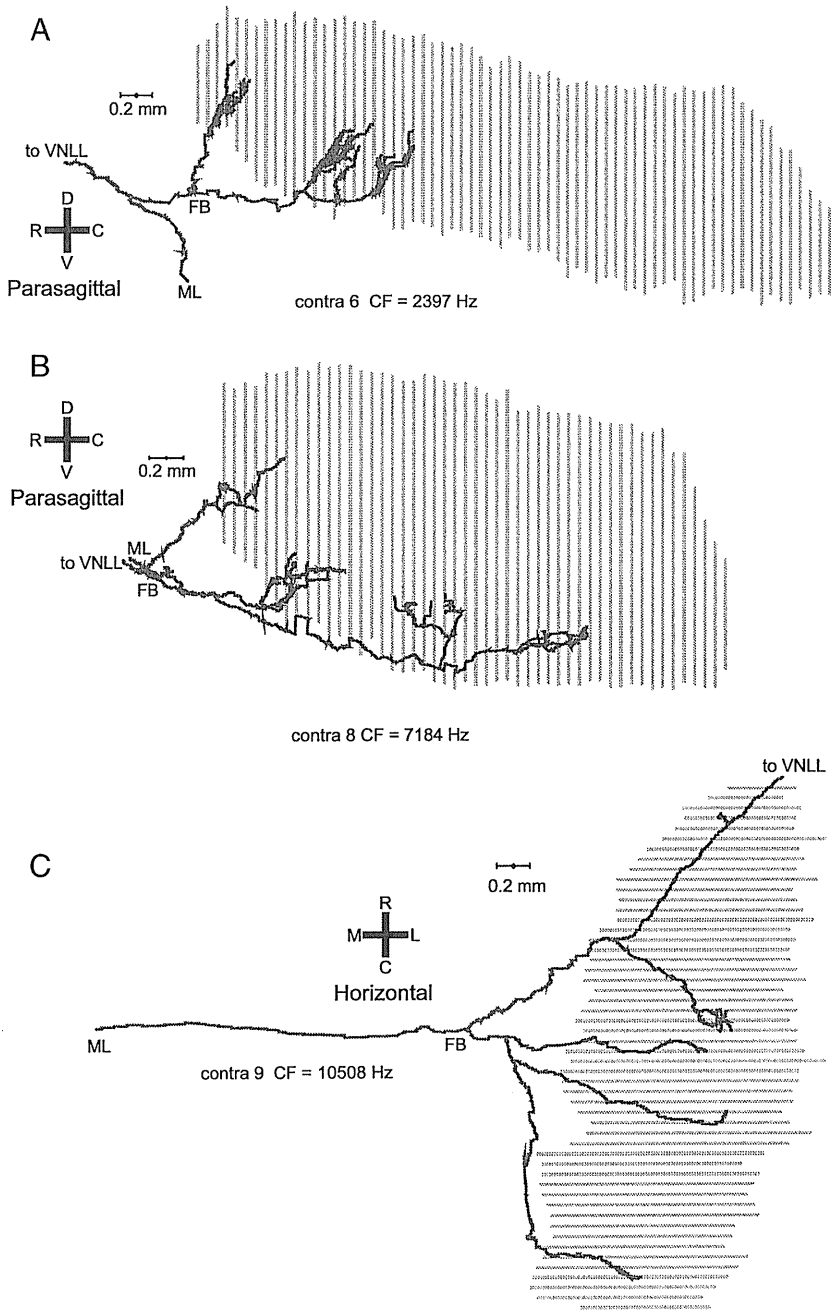 A
0.2 mm
to VNLL
D
FB
R C
V
ML
Parasagittal
contra 6 CF = 2397 Hz
B
D
R C
V
0.2 mm
Parasagittal
ML
to VNLL
FB
contra 8 CF = 7184 Hz
to VNLL
C
0.2 mm
R
M L
C
Horizontal
ML
FB
contra 9 CF = 10508 Hz